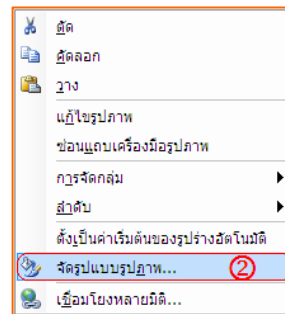 ตัด
คัดลอก
วาง
แก้ไขรูปภาพ
ซ่อนแถบเครื่องมือรูปภาพ
การจัดกลุ่ม
ลำดับ
ตั้งเป็นค่าเริ่มต้นของรูปร่างอัตโนมัติ
จัดรูปแบบรูปภาพ... 2
เชื่อมโยงหลายมิติ...